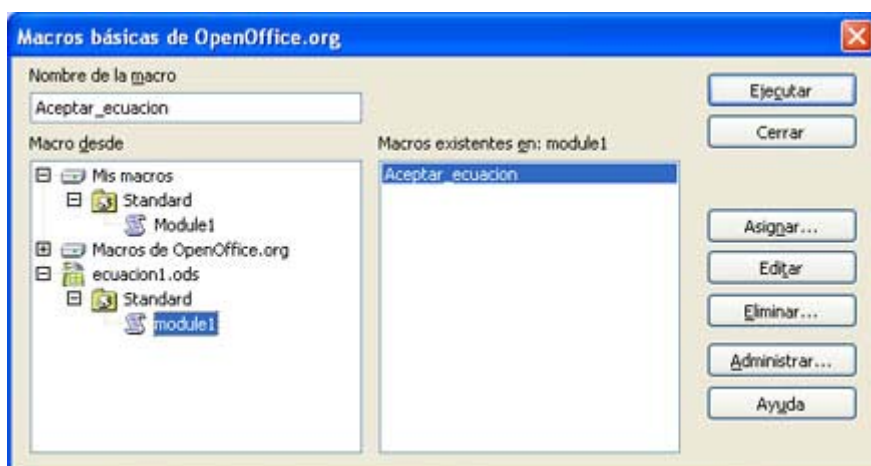 Macros básicas de OpenOffice.org
Nombre de la macro
Aceptar_ecuacion
Macro desde
Mis macros
Standard
Module1
Macros de OpenOffice.org
ecuacion1.ods
Standard
module1
Macros existentes en: module1
Aceptar_ecuacion
Ejecutar
Cerrar
Asignar...
Editar
Eliminar...
Administrar...
Ayuda